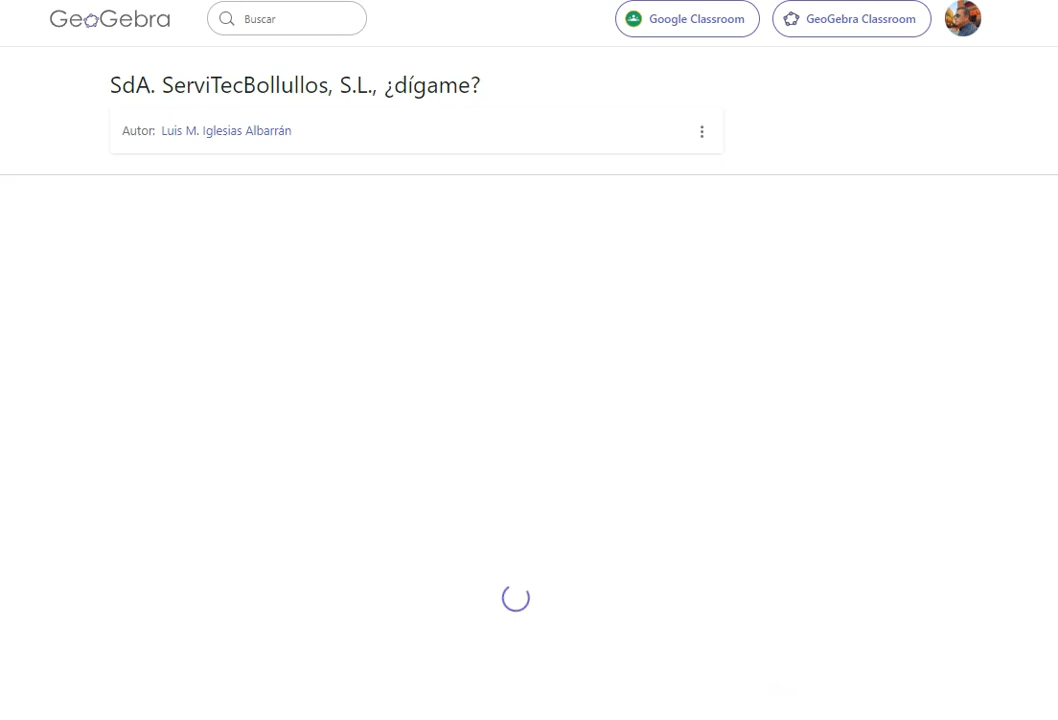 GeoGebra
Buscar
Google Classroom
GeoGebra Classroom
SdA. ServiTecBollullos, S.L., ¿dígame?
Autor: Luis M. Iglesias Albarrán